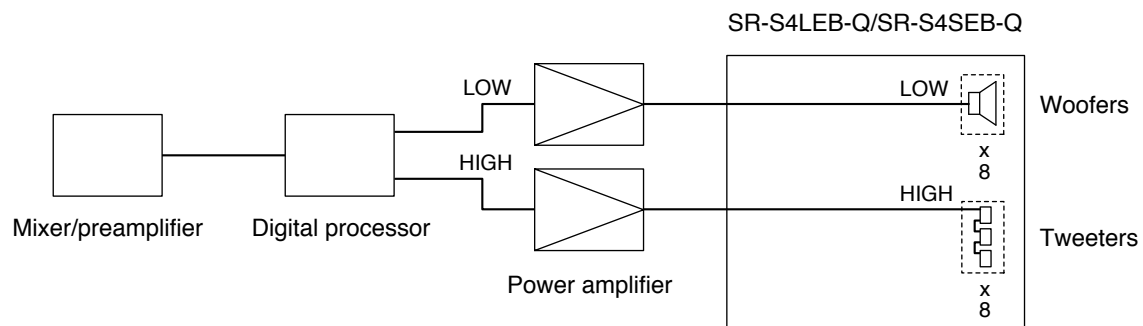 SR-S4LEB-Q/SR-S4SEB-Q
LOW
LOW
Woofers
x
8
HIGH
HIGH
Mixer/preamplifier
Digital processor
Tweeters
Power amplifier
x
8